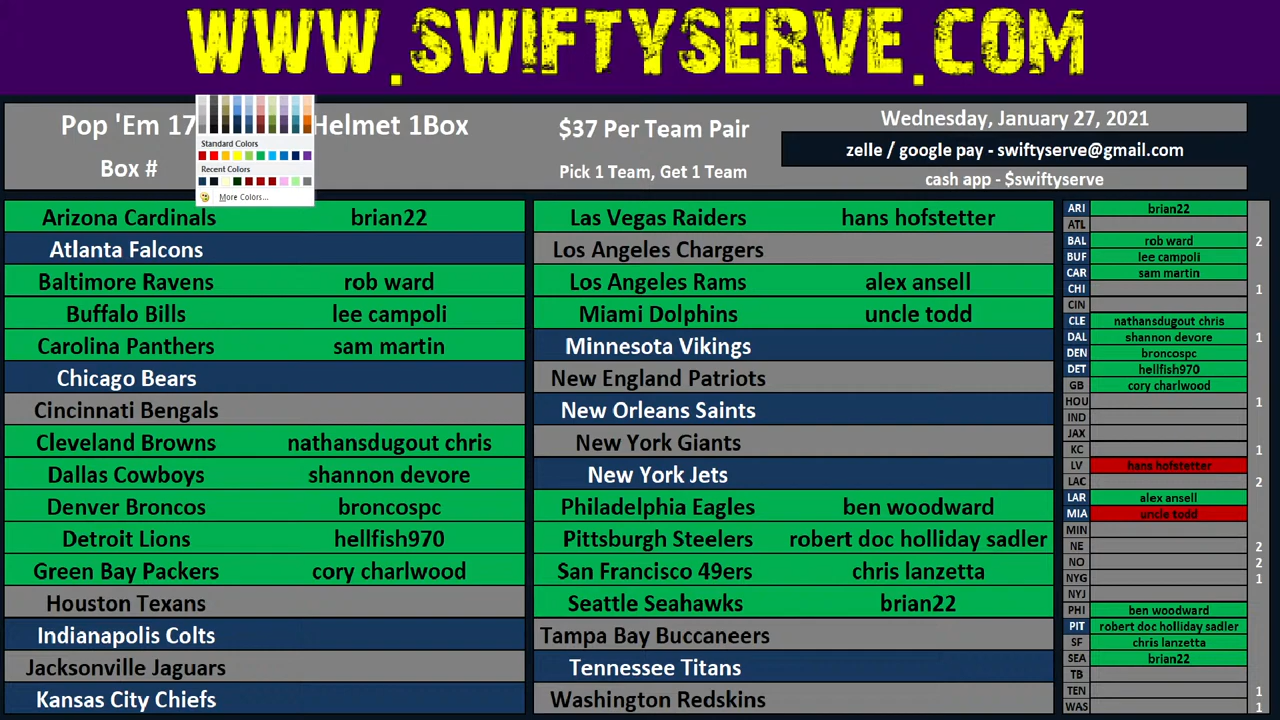 WWW.SWIFTYSERVE.COM
Pop 'Em 17 Helmet 1Box
Box #
$37 Per Team Pair
Pick 1 Team, Get 1 Team
Wednesday, January 27, 2021
zelle / google pay - swiftyserve@gmail.com
cash app - $swiftyserve
Standard Colors
Recent Colors
More Colors...
Arizona Cardinals brian22
Atlanta Falcons
Baltimore Ravens rob ward
Buffalo Bills lee campoli
Carolina Panthers sam martin
Chicago Bears
Cincinnati Bengals
Cleveland Browns nathansdugout chris
Dallas Cowboys shannon devore
Denver Broncos broncospc
Detroit Lions hellfish970
Green Bay Packers cory charlwood
Houston Texans
Indianapolis Colts
Jacksonville Jaguars
Kansas City Chiefs
Las Vegas Raiders hans hofstetter
Los Angeles Chargers
Los Angeles Rams alex ansell
Miami Dolphins uncle todd
Minnesota Vikings
New England Patriots
New Orleans Saints
New York Giants
New York Jets
Philadelphia Eagles ben woodward
Pittsburgh Steelers robert doc holliday sadler
San Francisco 49ers chris lanzetta
Seattle Seahawks brian22
Tampa Bay Buccaneers
Tennessee Titans
Washington Redskins
ARI brian22
ATL
BAL rob ward 2
BUF lee campoli
CAR sam martin
CHI 1
CIN
CLE nathansdugout chris
DAL shannon devore 1
DEN broncospc
DET hellfish970
GB cory charlwood
HOU 1
IND
JAX
KC 1
LV hans hofstetter
LAC 2
LAR alex ansell
MIA uncle todd
MIN
NE 2
NO 2
NYG 1
NYJ
PHI ben woodward
PIT robert doc holliday sadler
SF chris lanzetta
SEA brian22
TB
TEN 1
WAS 1